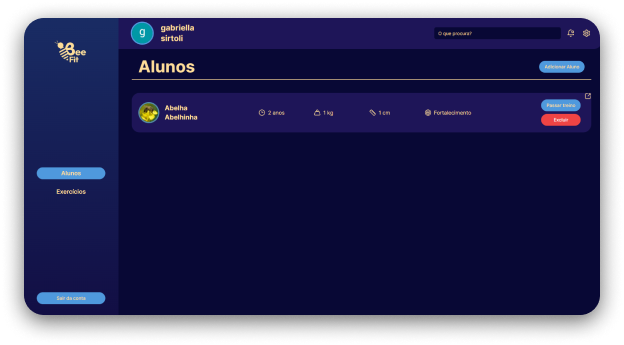 Bee
Fit
g
gabriella
sirtoli
O que procura?
Alunos
Adicionar Aluno
Abelha
Abelhinha
2 anos
1 kg
1 cm
Fortalecimento
Passar treino
Excluir
Alunos
Exercícios
Sair da conta